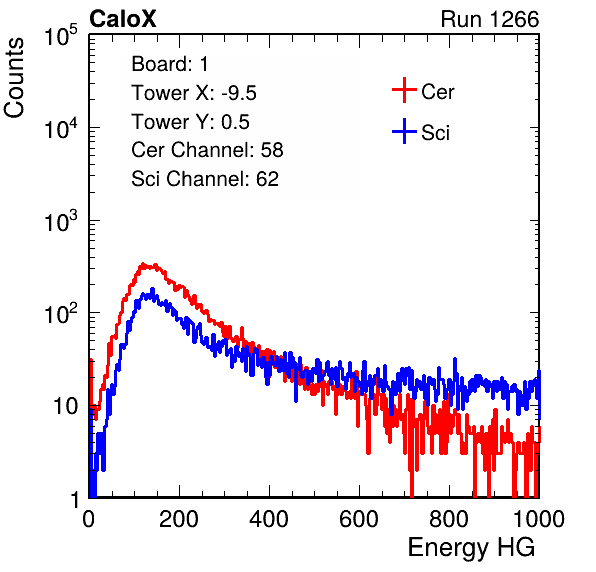 CaloX Run 1266
Counts
Board: 1
Tower X: -9.5
Tower Y: 0.5
Cer Channel: 58
Sci Channel: 62
Cer
Sci
10^5
10^4
10^3
10^2
10
1
0 200 400 600 800 1000
Energy HG